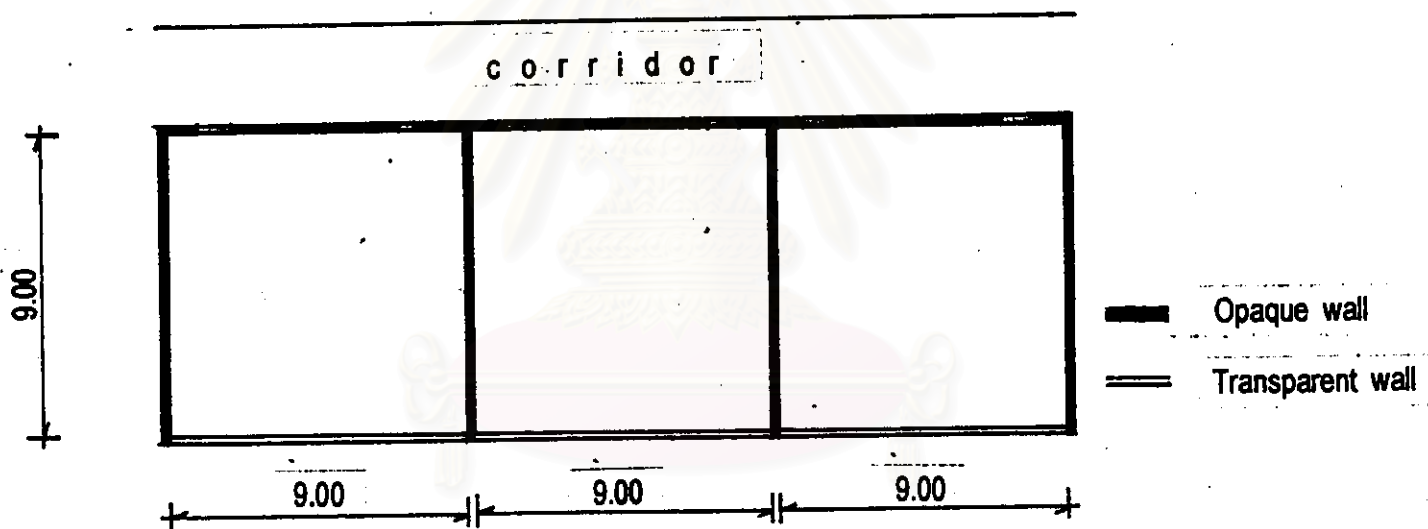 corridor
9.00
Opaque wall
Transparent wall
9.00 9.00 9.00